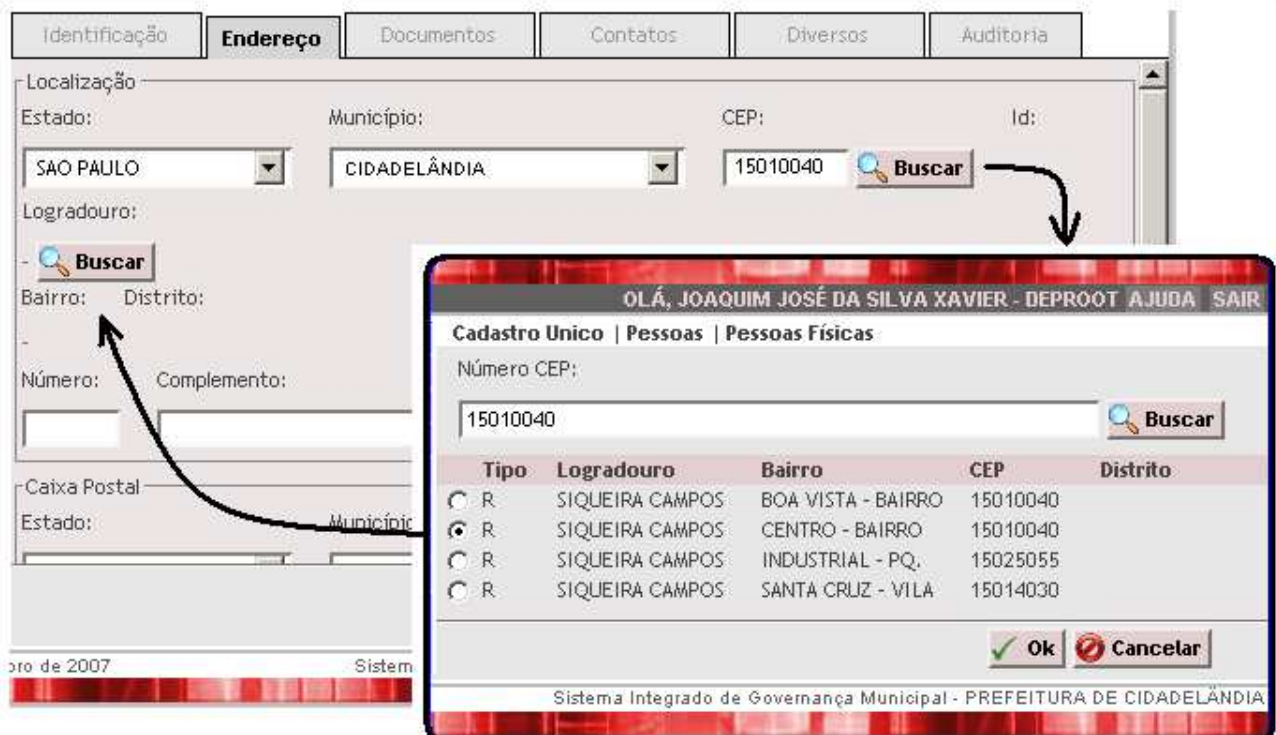 Identificação Endereço Documentos Contatos Diversos Auditoria
Localização
Estado: Município: CEP: Id:
SAO PAULO CIDADELÂNDIA 15010040 Buscar
Logradouro:
- Buscar
Bairro: Distrito:
-
Número: Complemento:
Caixa Postal
Estado: Município
de 2007 Sistem
OLÁ, JOAQUIM JOSÉ DA SILVA XAVIER - DEPROOT AJUDA SAIR
Cadastro Unico | Pessoas | Pessoas Físicas
Número CEP:
15010040 Buscar
Tipo Logradouro Bairro CEP Distrito
R SIQUEIRA CAMPOS BOA VISTA - BAIRRO 15010040
R SIQUEIRA CAMPOS CENTRO - BAIRRO 15010040
R SIQUEIRA CAMPOS INDUSTRIAL - PQ. 15025055
R SIQUEIRA CAMPOS SANTA CRUZ - VILA 15014030
Ok Cancelar
Sistema Integrado de Governança Municipal - PREFEITURA DE CIDADELÂNDIA